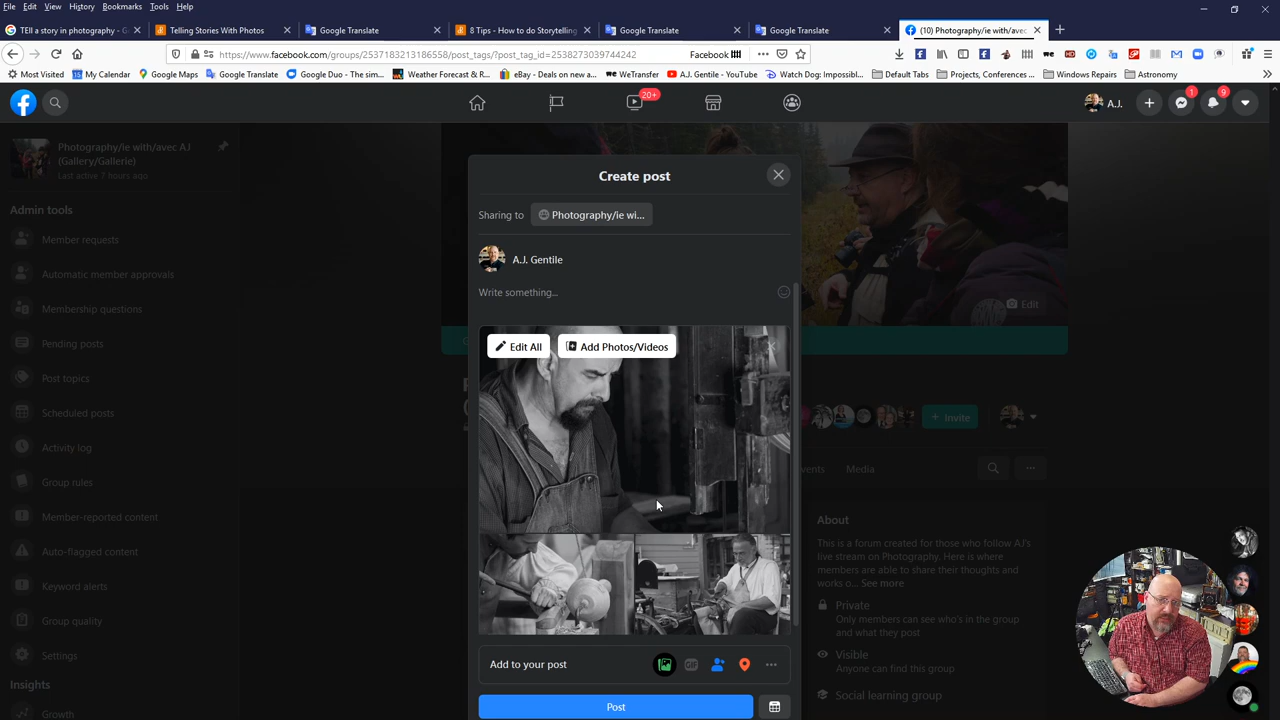 File Edit View History Bookmarks Tools Help
TEll a story in photography - G
Telling Stories With Photos
Google Translate
8 Tips - How to do Storytelling
Google Translate
Google Translate
(10) Photography/ie with/avec
https://www.facebook.com/groups/2537183213186558/post_tags/?post_tag_id=2538273039744242
Facebook
Most Visited
My Calendar
Google Maps
Google Translate
Google Duo - The sim...
Weather Forecast & R...
eBay - Deals on new a...
WeTransfer
A.J. Gentile - YouTube
Watch Dog: Impossibl...
Default Tabs
Projects, Conferences ...
Windows Repairs
Astronomy
20+
A.J.
1
9
Photography/ie with/avec AJ
(Gallery/Gallerie)
Last active 7 hours ago
Admin tools
Member requests
Automatic member approvals
Membership questions
Pending posts
Post topics
Scheduled posts
Activity log
Group rules
Member-reported content
Auto-flagged content
Keyword alerts
Group quality
Settings
Insights
Growth
Create post
Sharing to
Photography/ie wi...
A.J. Gentile
Write something...
Edit All
Add Photos/Videos
Add to your post
GIF
Post
Edit
+ Invite
vents
Media
About
This is a forum created for those who follow AJ's
live stream on Photography. Here is where
members are able to share their thoughts and
works o... See more
Private
Only members can see who's in the group
and what they post
Visible
Anyone can find this group
Social learning group